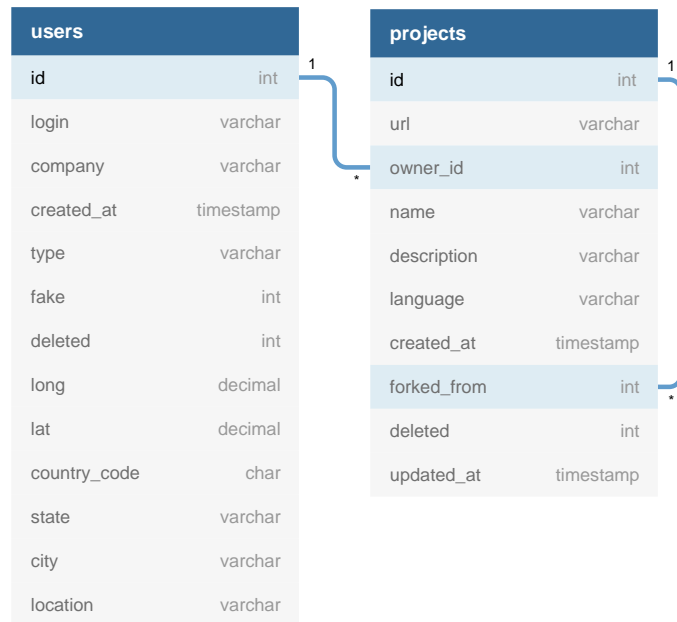 users
id int
login varchar
company varchar
created_at timestamp
type varchar
fake int
deleted int
long decimal
lat decimal
country_code char
state varchar
city varchar
location varchar
1
*
projects
id int
url varchar
owner_id int
name varchar
description varchar
language varchar
created_at timestamp
forked_from int
deleted int
updated_at timestamp
1
*